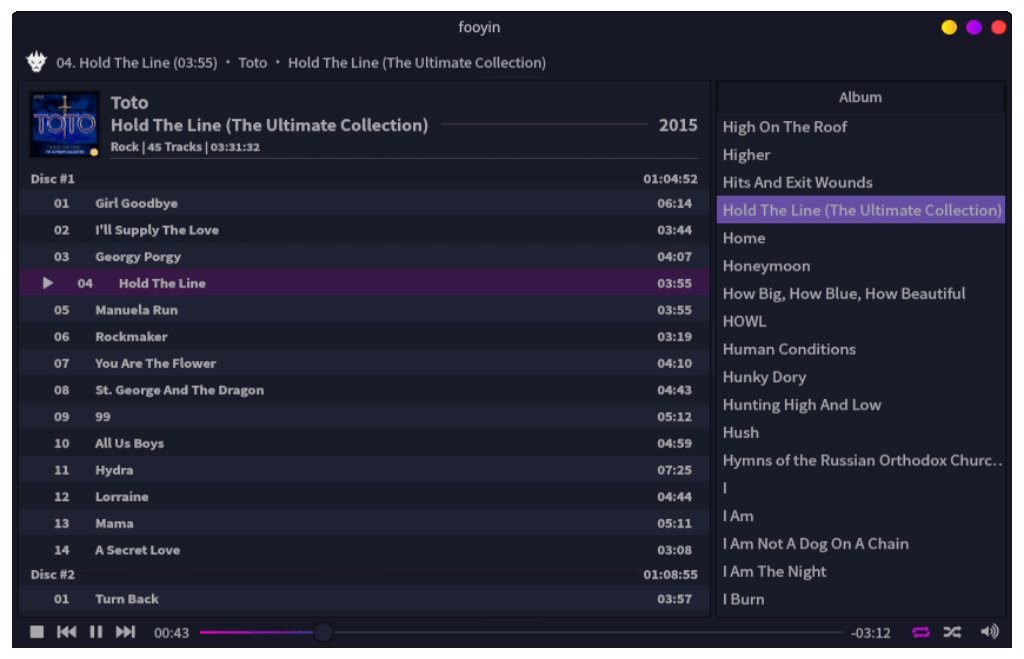 fooyin
04. Hold The Line (03:55) • Toto • Hold The Line (The Ultimate Collection)
TOTO
Toto
Hold The Line (The Ultimate Collection) 2015
Rock | 45 Tracks | 03:31:32
Disc #1 01:04:52
01 Girl Goodbye 06:14
02 I'll Supply The Love 03:44
03 Georgy Porgy 04:07
04 Hold The Line 03:55
05 Manuela Run 03:55
06 Rockmaker 03:19
07 You Are The Flower 04:10
08 St. George And The Dragon 04:43
09 99 05:12
10 All Us Boys 04:59
11 Hydra 07:25
12 Lorraine 04:44
13 Mama 05:11
14 A Secret Love 03:08
Disc #2 01:08:55
01 Turn Back 03:57
Album
High On The Roof
Higher
Hits And Exit Wounds
Hold The Line (The Ultimate Collection)
Home
Honeymoon
How Big, How Blue, How Beautiful
HOWL
Human Conditions
Hunky Dory
Hunting High And Low
Hush
Hymns of the Russian Orthodox Churc..
I
I Am
I Am Not A Dog On A Chain
I Am The Night
I Burn
00:43 -03:12